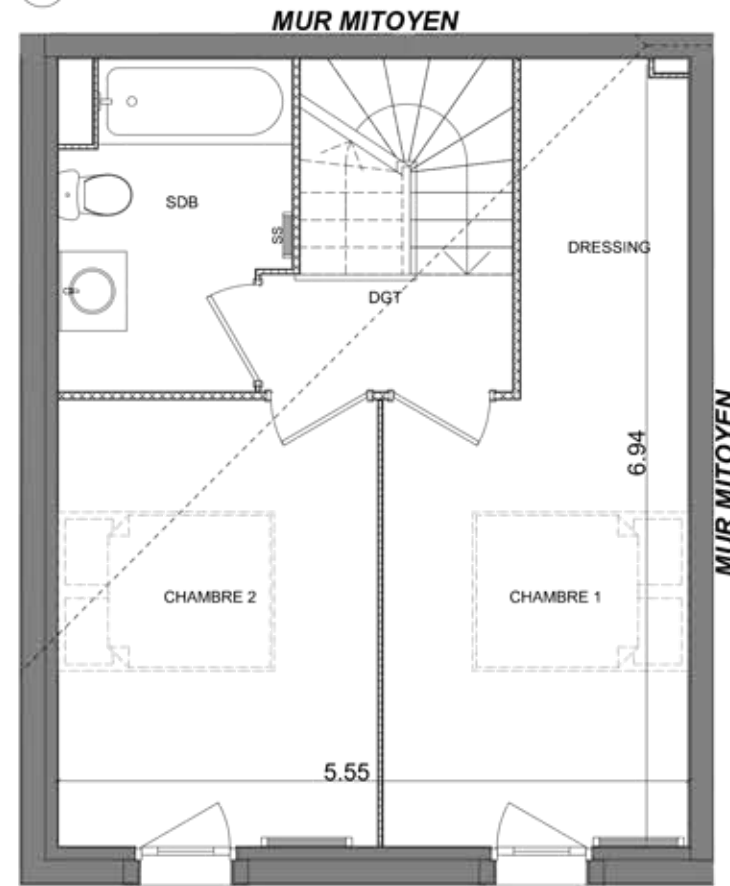 MUR MITOYEN
SDB
SS
DRESSING
DGT
6.94
MUR MITOYEN
CHAMBRE 2
CHAMBRE 1
5.55